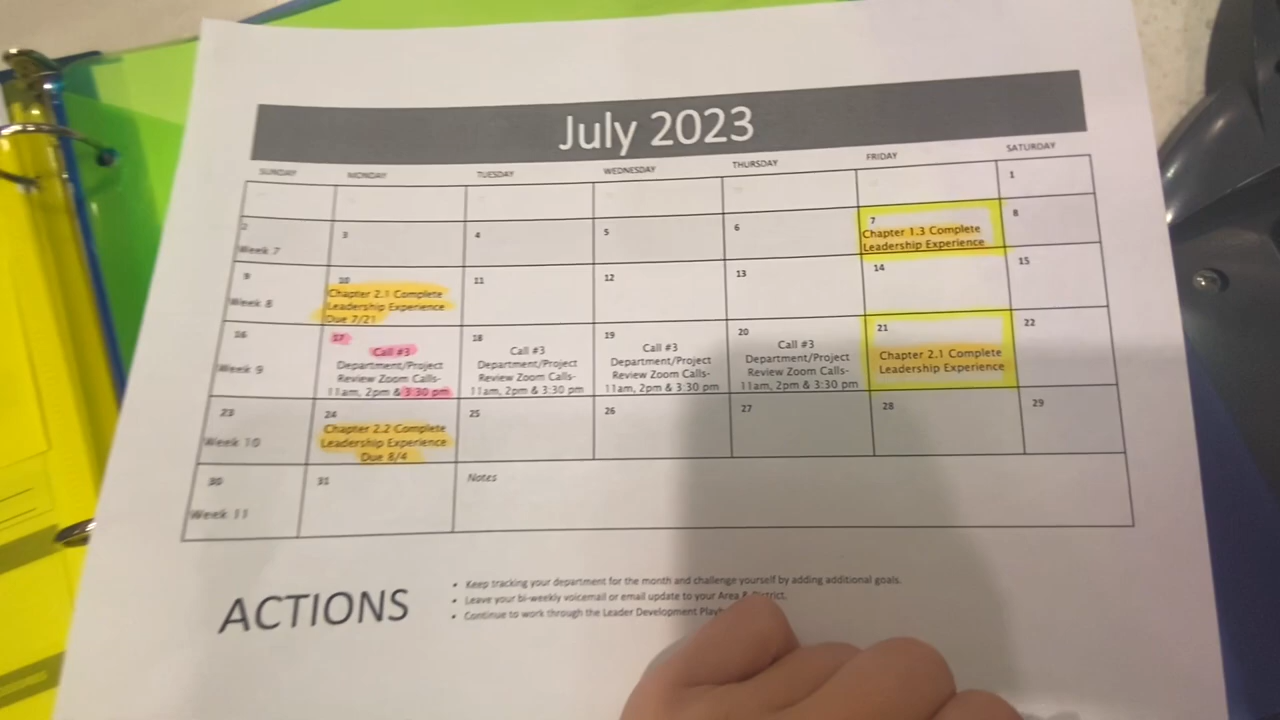 July 2023
SUNDAY MONDAY TUESDAY WEDNESDAY THURSDAY FRIDAY SATURDAY
1
2
Week 7
3
4
5
6
7
Chapter 1.3 Complete
Leadership Experience
8
9
Week 8
10
Chapter 2.1 Complete
Leadership Experience
Due 7/21
11
12
13
14
15
16
Week 9
17
Call #3
Department/Project
Review Zoom Calls-
11am, 2pm & 3:30 pm
18
Call #3
Department/Project
Review Zoom Calls-
11am, 2pm & 3:30 pm
19
Call #3
Department/Project
Review Zoom Calls-
11am, 2pm & 3:30 pm
20
Call #3
Department/Project
Review Zoom Calls-
11am, 2pm & 3:30 pm
21
Chapter 2.1 Complete
Leadership Experience
22
23
Week 10
24
Chapter 2.2 Complete
Leadership Experience
Due 8/4
25
26
27
28
29
30
Week 11
31
Notes
ACTIONS
• Keep tracking your department for the month and challenge yourself by adding additional goals.
• Leave your bi-weekly voicemail or email update to your Area & District.
• Continue to work through the Leader Development